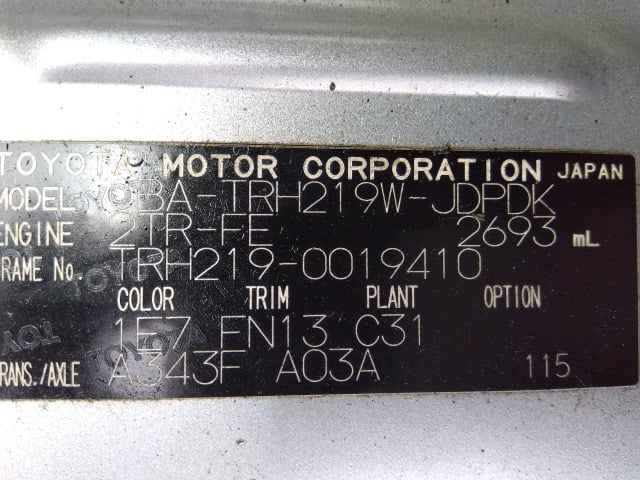 TOYOTA MOTOR CORPORATION JAPAN
MODEL CBA-TRH219W-JDPDK
ENGINE 2TR-FE 2693 mL
FRAME No. TRH219-0019410
COLOR TRIM PLANT OPTION
1E7 FN13 C31
TRANS./AXLE A343F A03A 115